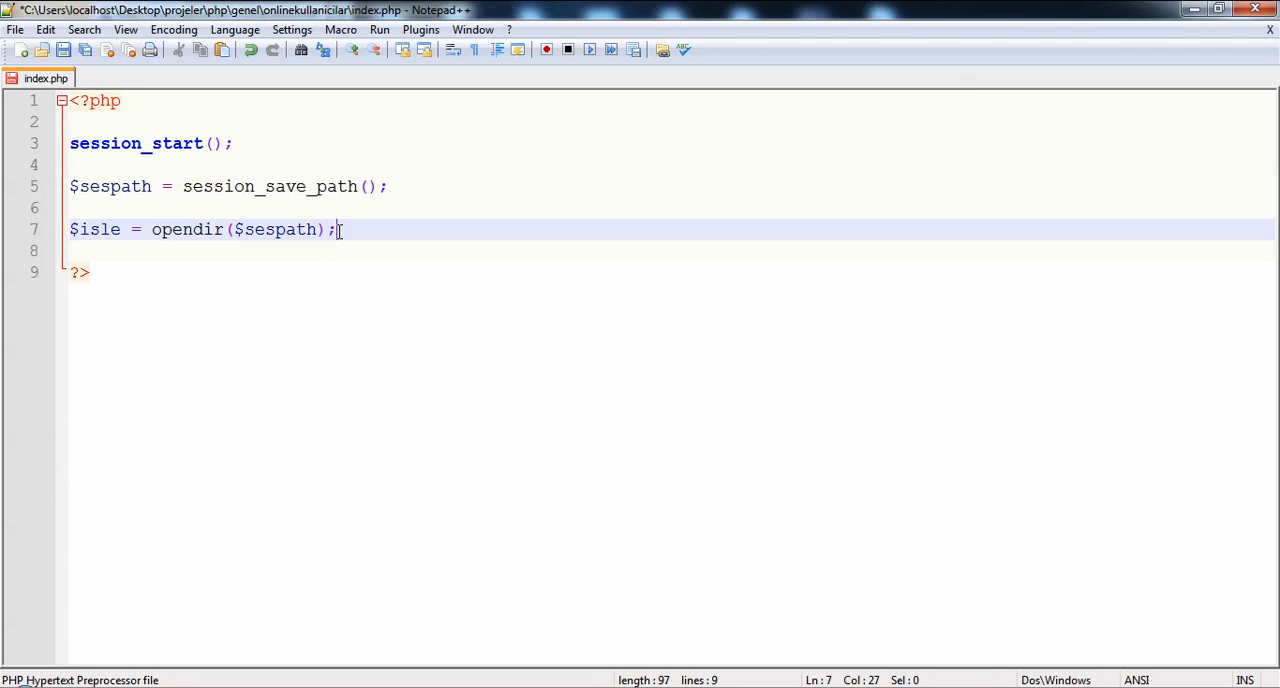 *C:\Users\localhost\Desktop\projeler\php\genel\onlinekullanicilar\index.php - Notepad++
File Edit Search View Encoding Language Settings Macro Run Plugins Window ? X
index.php
1 <?php
2
3 session_start();
4
5 $sespath = session_save_path();
6
7 $isle = opendir($sespath);
8
9 ?>
PHP Hypertext Preprocessor file length : 97 lines : 9 Ln : 7 Col : 27 Sel : 0 Dos\Windows ANSI INS